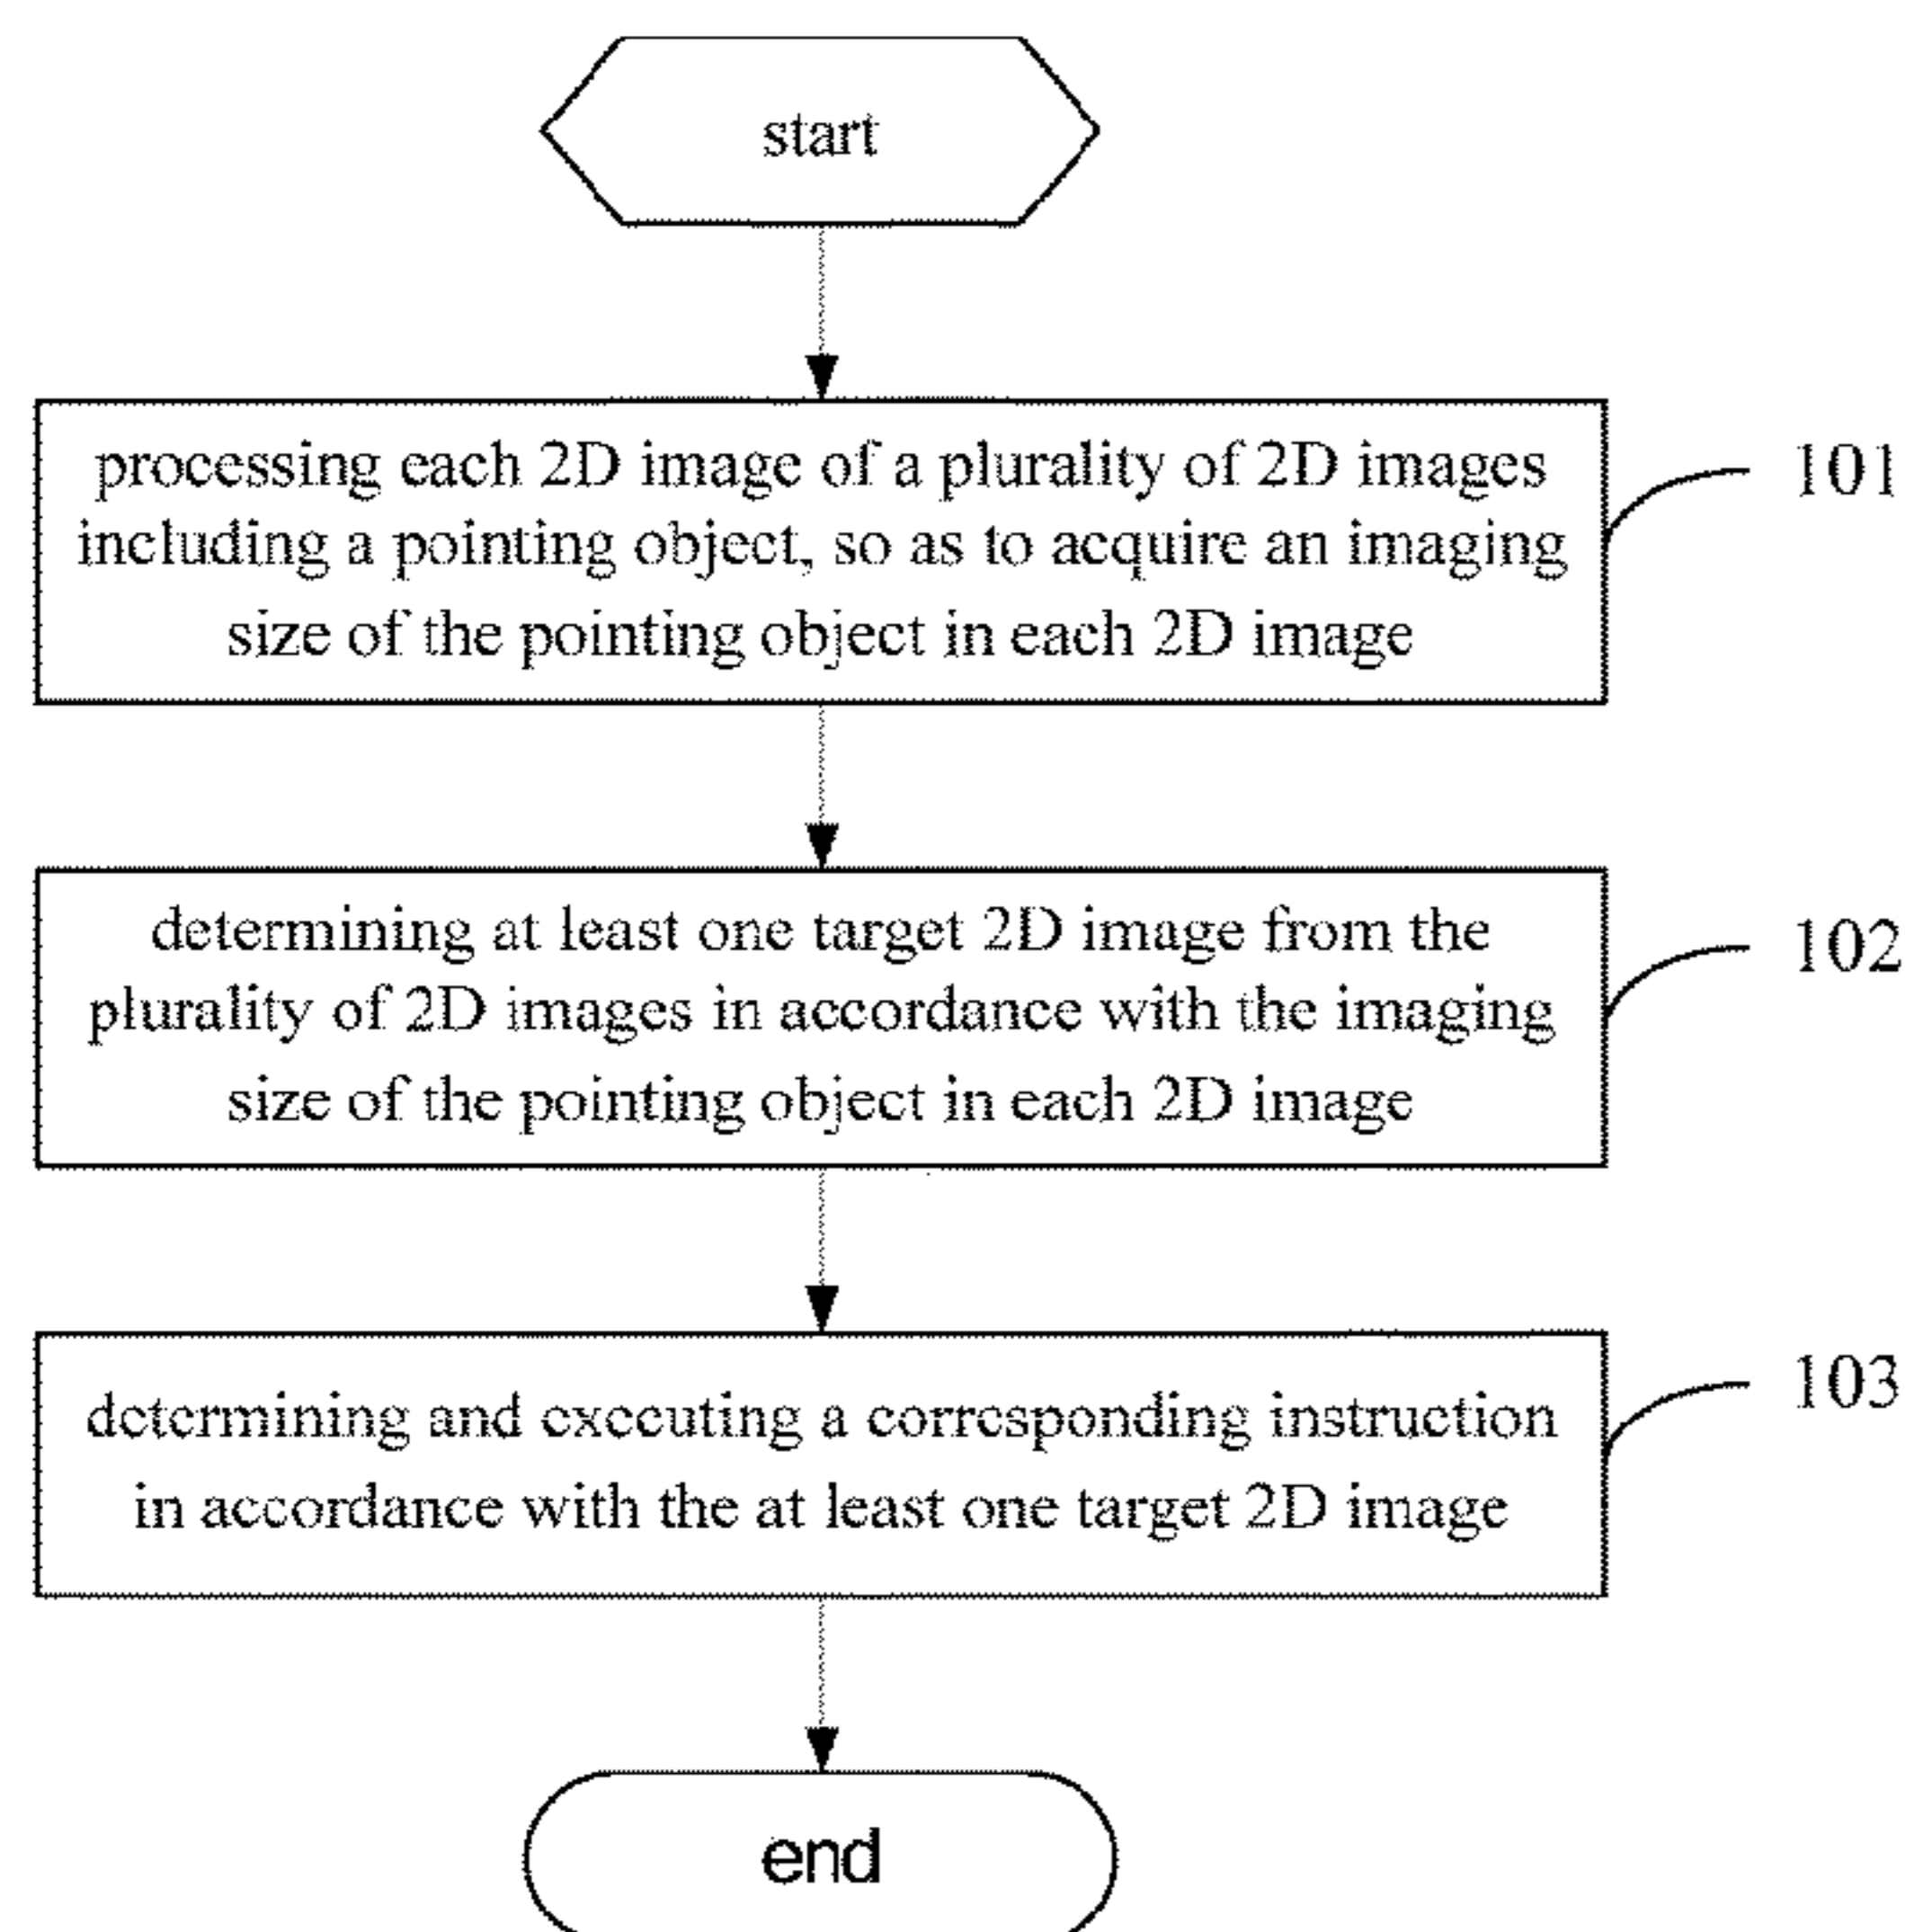 start
processing each 2D image of a plurality of 2D images
including a pointing object, so as to acquire an imaging
size of the pointing object in each 2D image
101
determining at least one target 2D image from the
plurality of 2D images in accordance with the imaging
size of the pointing object in each 2D image
102
determining and executing a corresponding instruction
in accordance with the at least one target 2D image
103
end